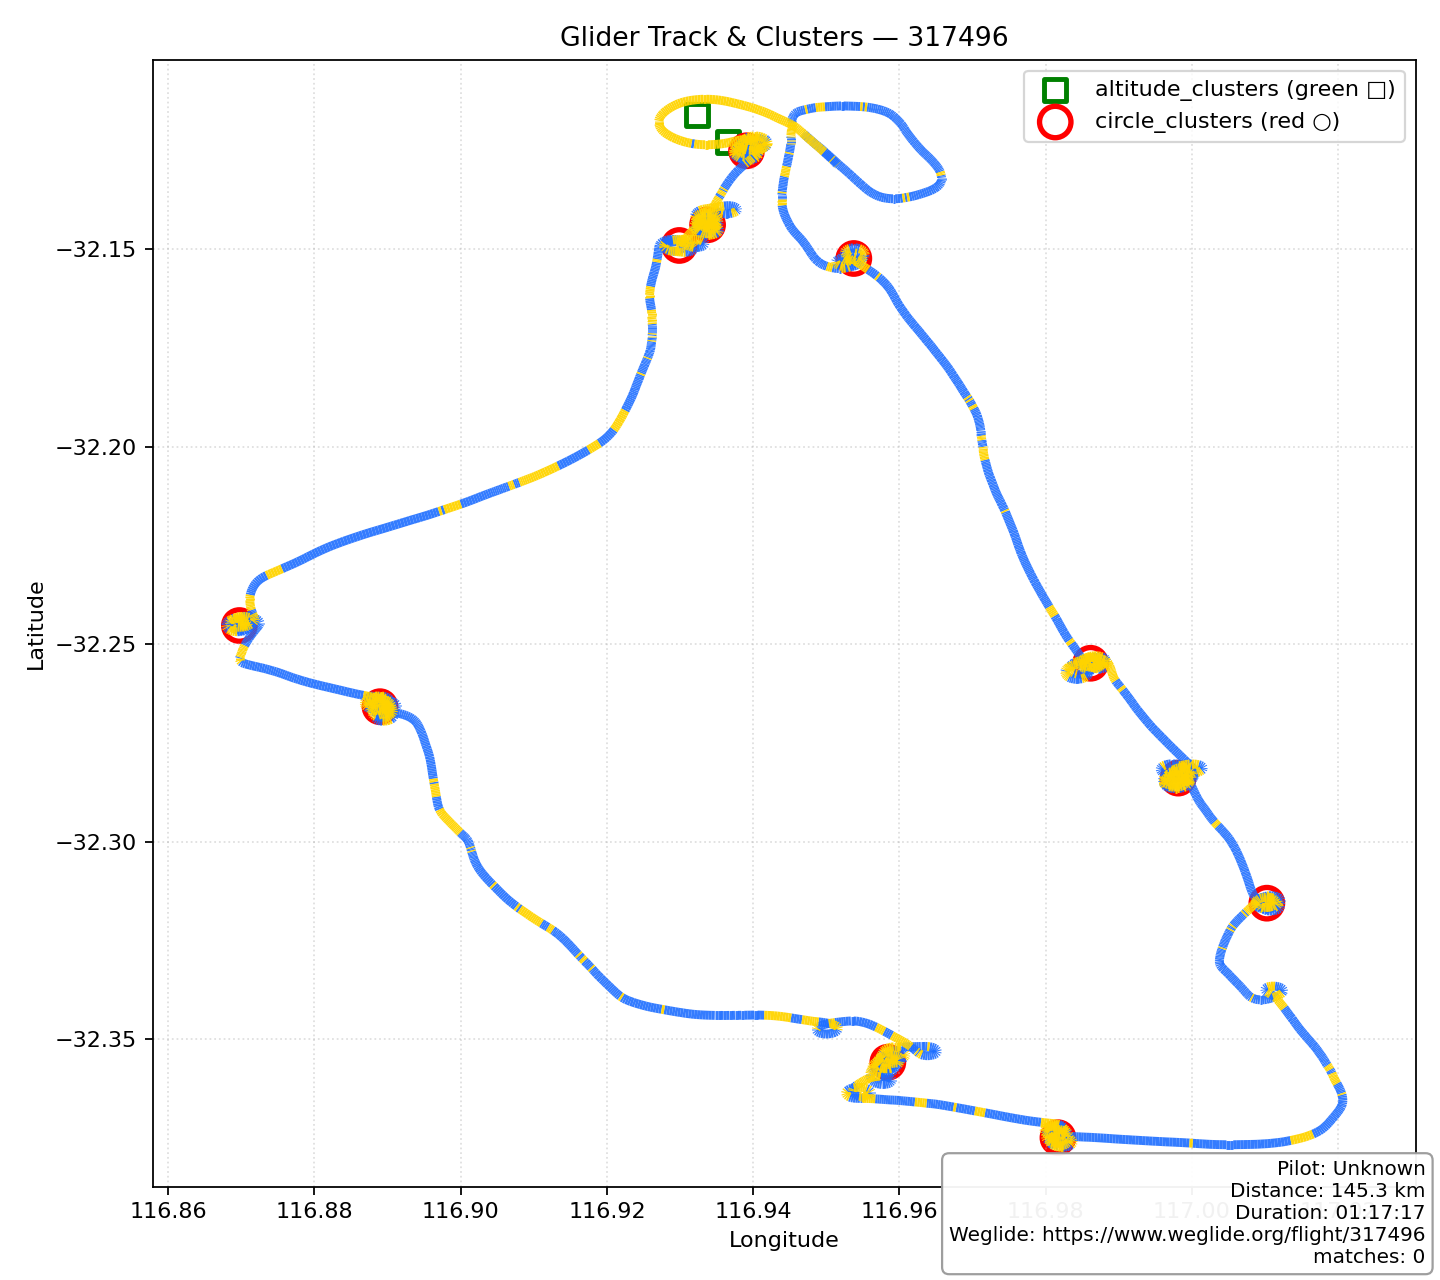 Glider Track & Clusters — 317496
altitude_clusters (green □)
circle_clusters (red ○)
Latitude
−32.15
−32.20
−32.25
−32.30
−32.35
116.86
116.88
116.90
116.92
116.94
116.96
116.98
117.00
Longitude
Pilot: Unknown
Distance: 145.3 km
Duration: 01:17:17
Weglide: https://www.weglide.org/flight/317496
matches: 0